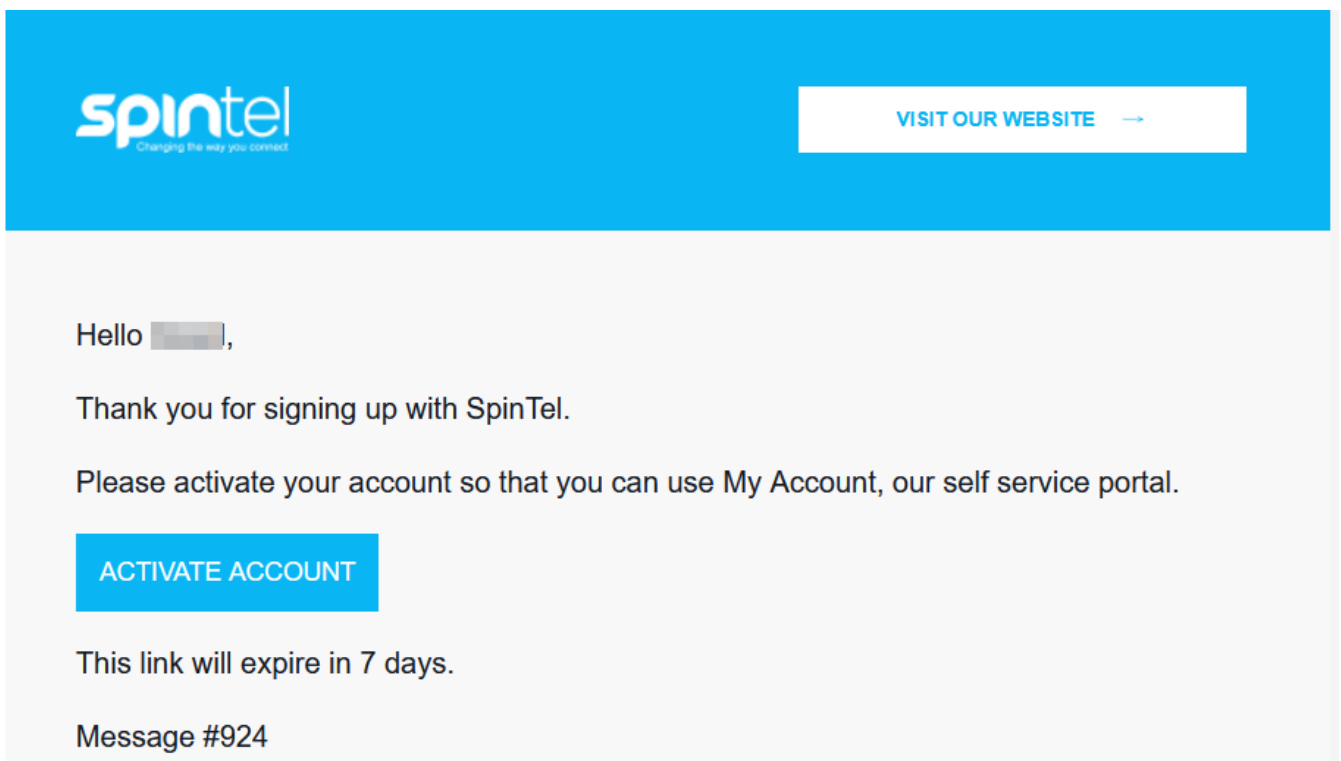 spintel
Changing the way you connect
VISIT OUR WEBSITE →
Hello ,
Thank you for signing up with SpinTel.
Please activate your account so that you can use My Account, our self service portal.
ACTIVATE ACCOUNT
This link will expire in 7 days.
Message #924